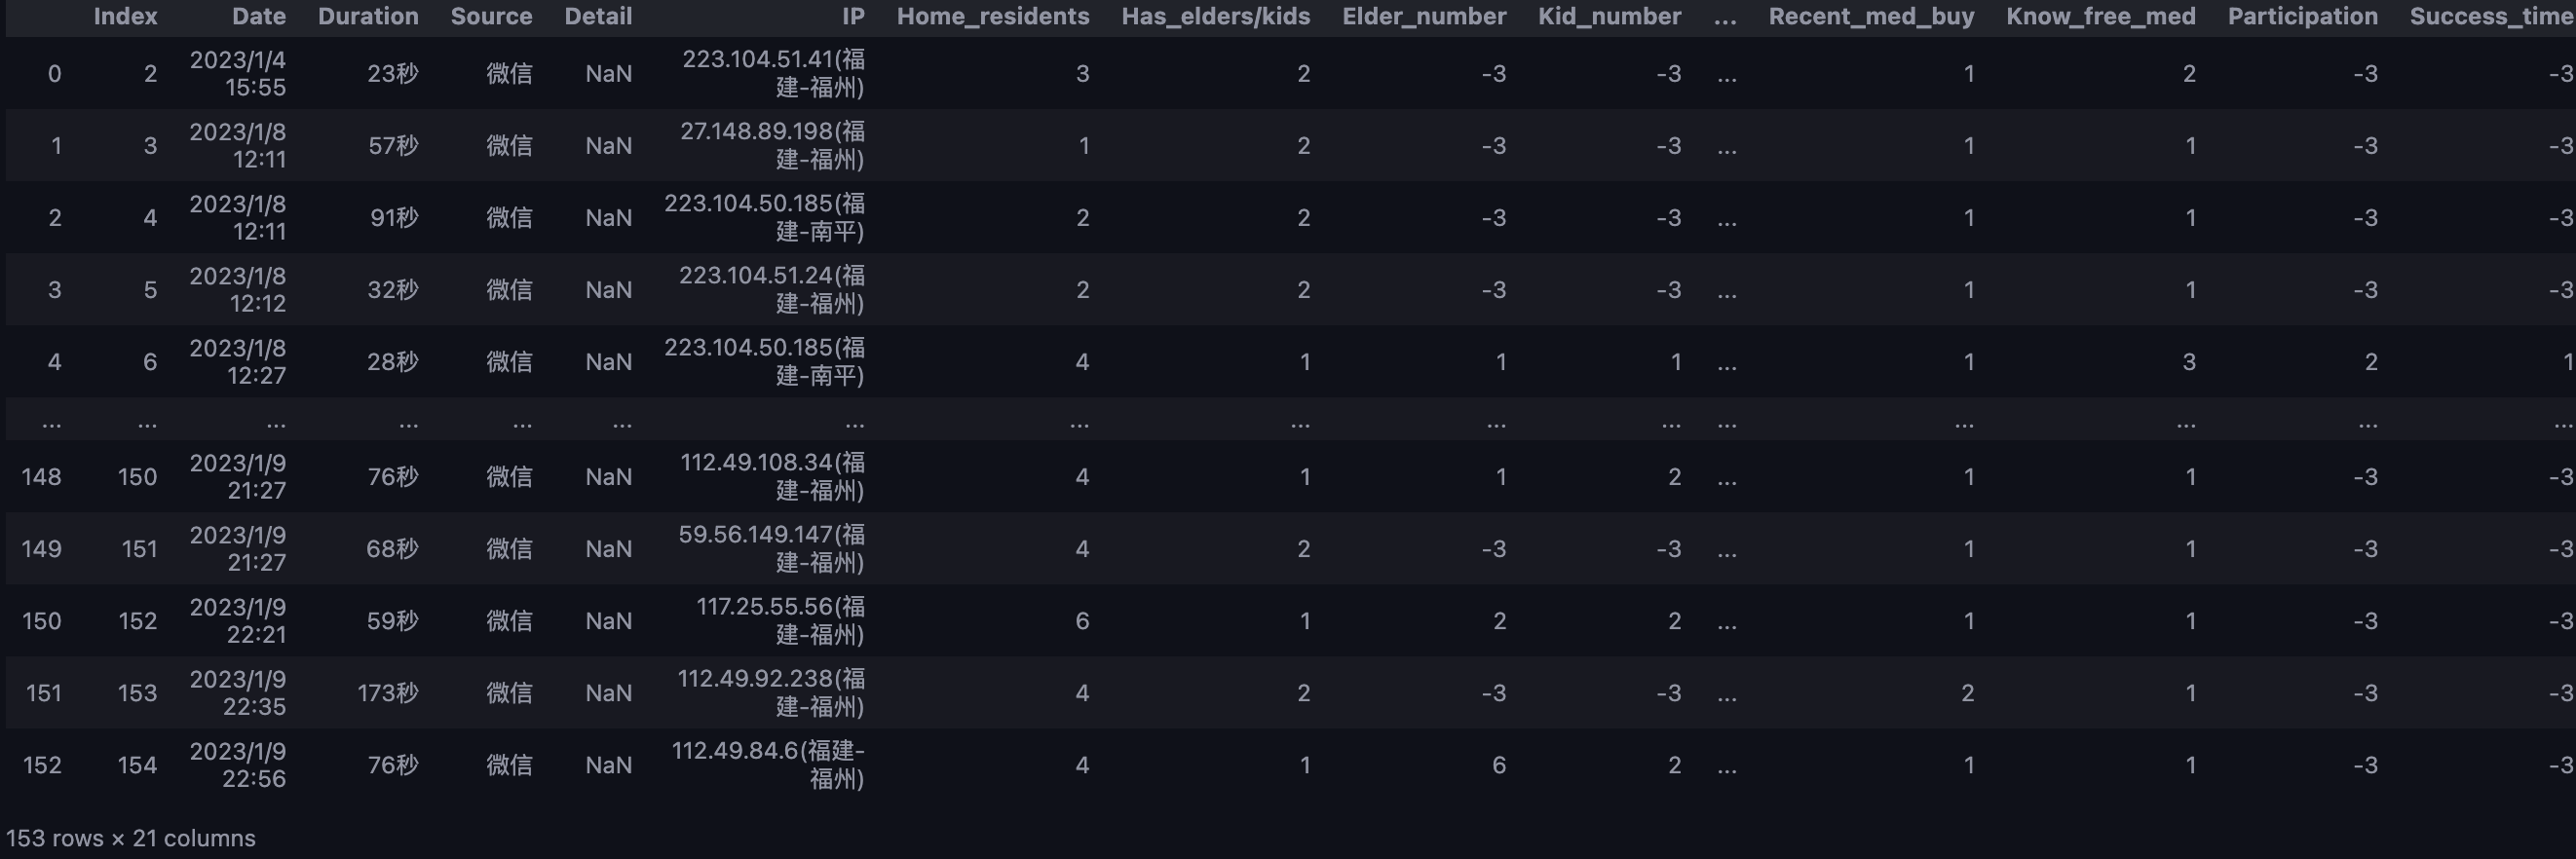 Index Date Duration Source Detail IP Home_residents Has_elders/kids Elder_number Kid_number ... Recent_med_buy Know_free_med Participation Success_time
0 2 2023/1/4 15:55 23秒 微信 NaN 223.104.51.41(福建-福州) 3 2 -3 -3 ... 1 2 -3 -3
1 3 2023/1/8 12:11 57秒 微信 NaN 27.148.89.198(福建-福州) 1 2 -3 -3 ... 1 1 -3 -3
2 4 2023/1/8 12:11 91秒 微信 NaN 223.104.50.185(福建-南平) 2 2 -3 -3 ... 1 1 -3 -3
3 5 2023/1/8 12:12 32秒 微信 NaN 223.104.51.24(福建-福州) 2 2 -3 -3 ... 1 1 -3 -3
4 6 2023/1/8 12:27 28秒 微信 NaN 223.104.50.185(福建-南平) 4 1 1 1 ... 1 3 2 1
... ... ... ... ... ... ... ... ... ... ... ... ... ... ... ...
148 150 2023/1/9 21:27 76秒 微信 NaN 112.49.108.34(福建-福州) 4 1 1 2 ... 1 1 -3 -3
149 151 2023/1/9 21:27 68秒 微信 NaN 59.56.149.147(福建-福州) 4 2 -3 -3 ... 1 1 -3 -3
150 152 2023/1/9 22:21 59秒 微信 NaN 117.25.55.56(福建-福州) 6 1 2 2 ... 1 1 -3 -3
151 153 2023/1/9 22:35 173秒 微信 NaN 112.49.92.238(福建-福州) 4 2 -3 -3 ... 2 1 -3 -3
152 154 2023/1/9 22:56 76秒 微信 NaN 112.49.84.6(福建-福州) 4 1 6 2 ... 1 1 -3 -3
153 rows × 21 columns